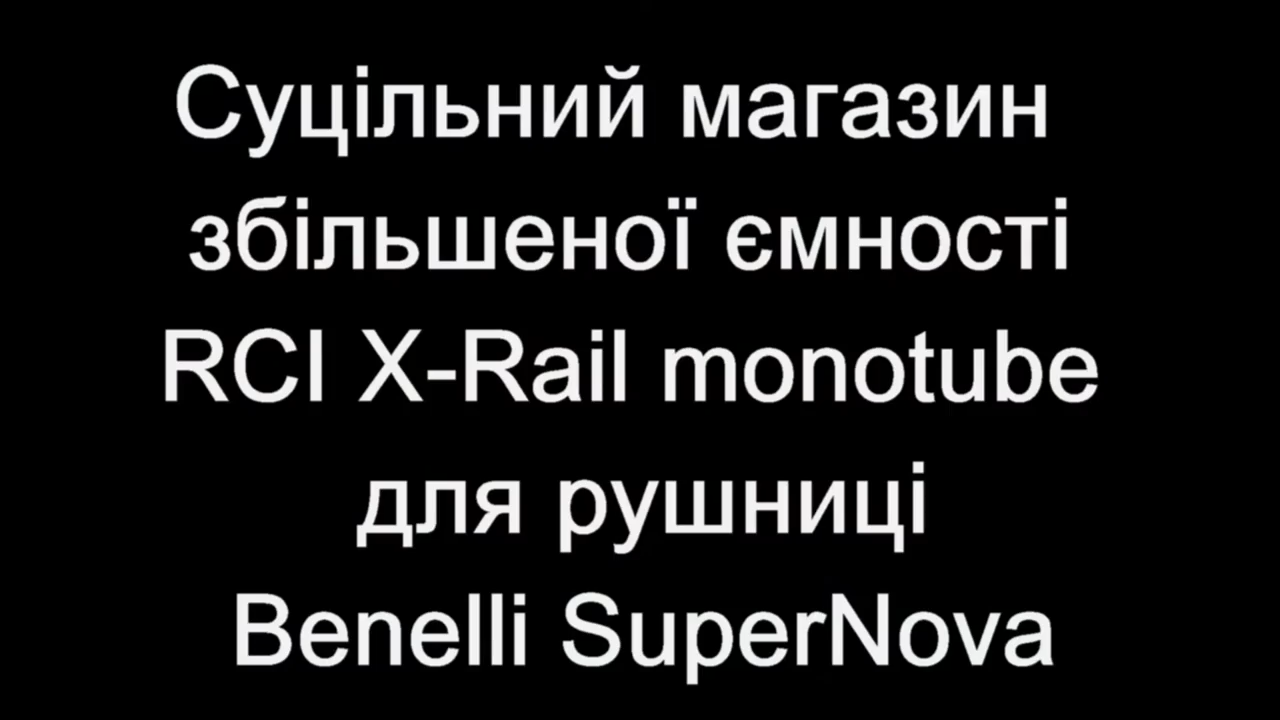 Суцільний магазин
збільшеної ємності
RCI X-Rail monotube
для рушниці
Benelli SuperNova